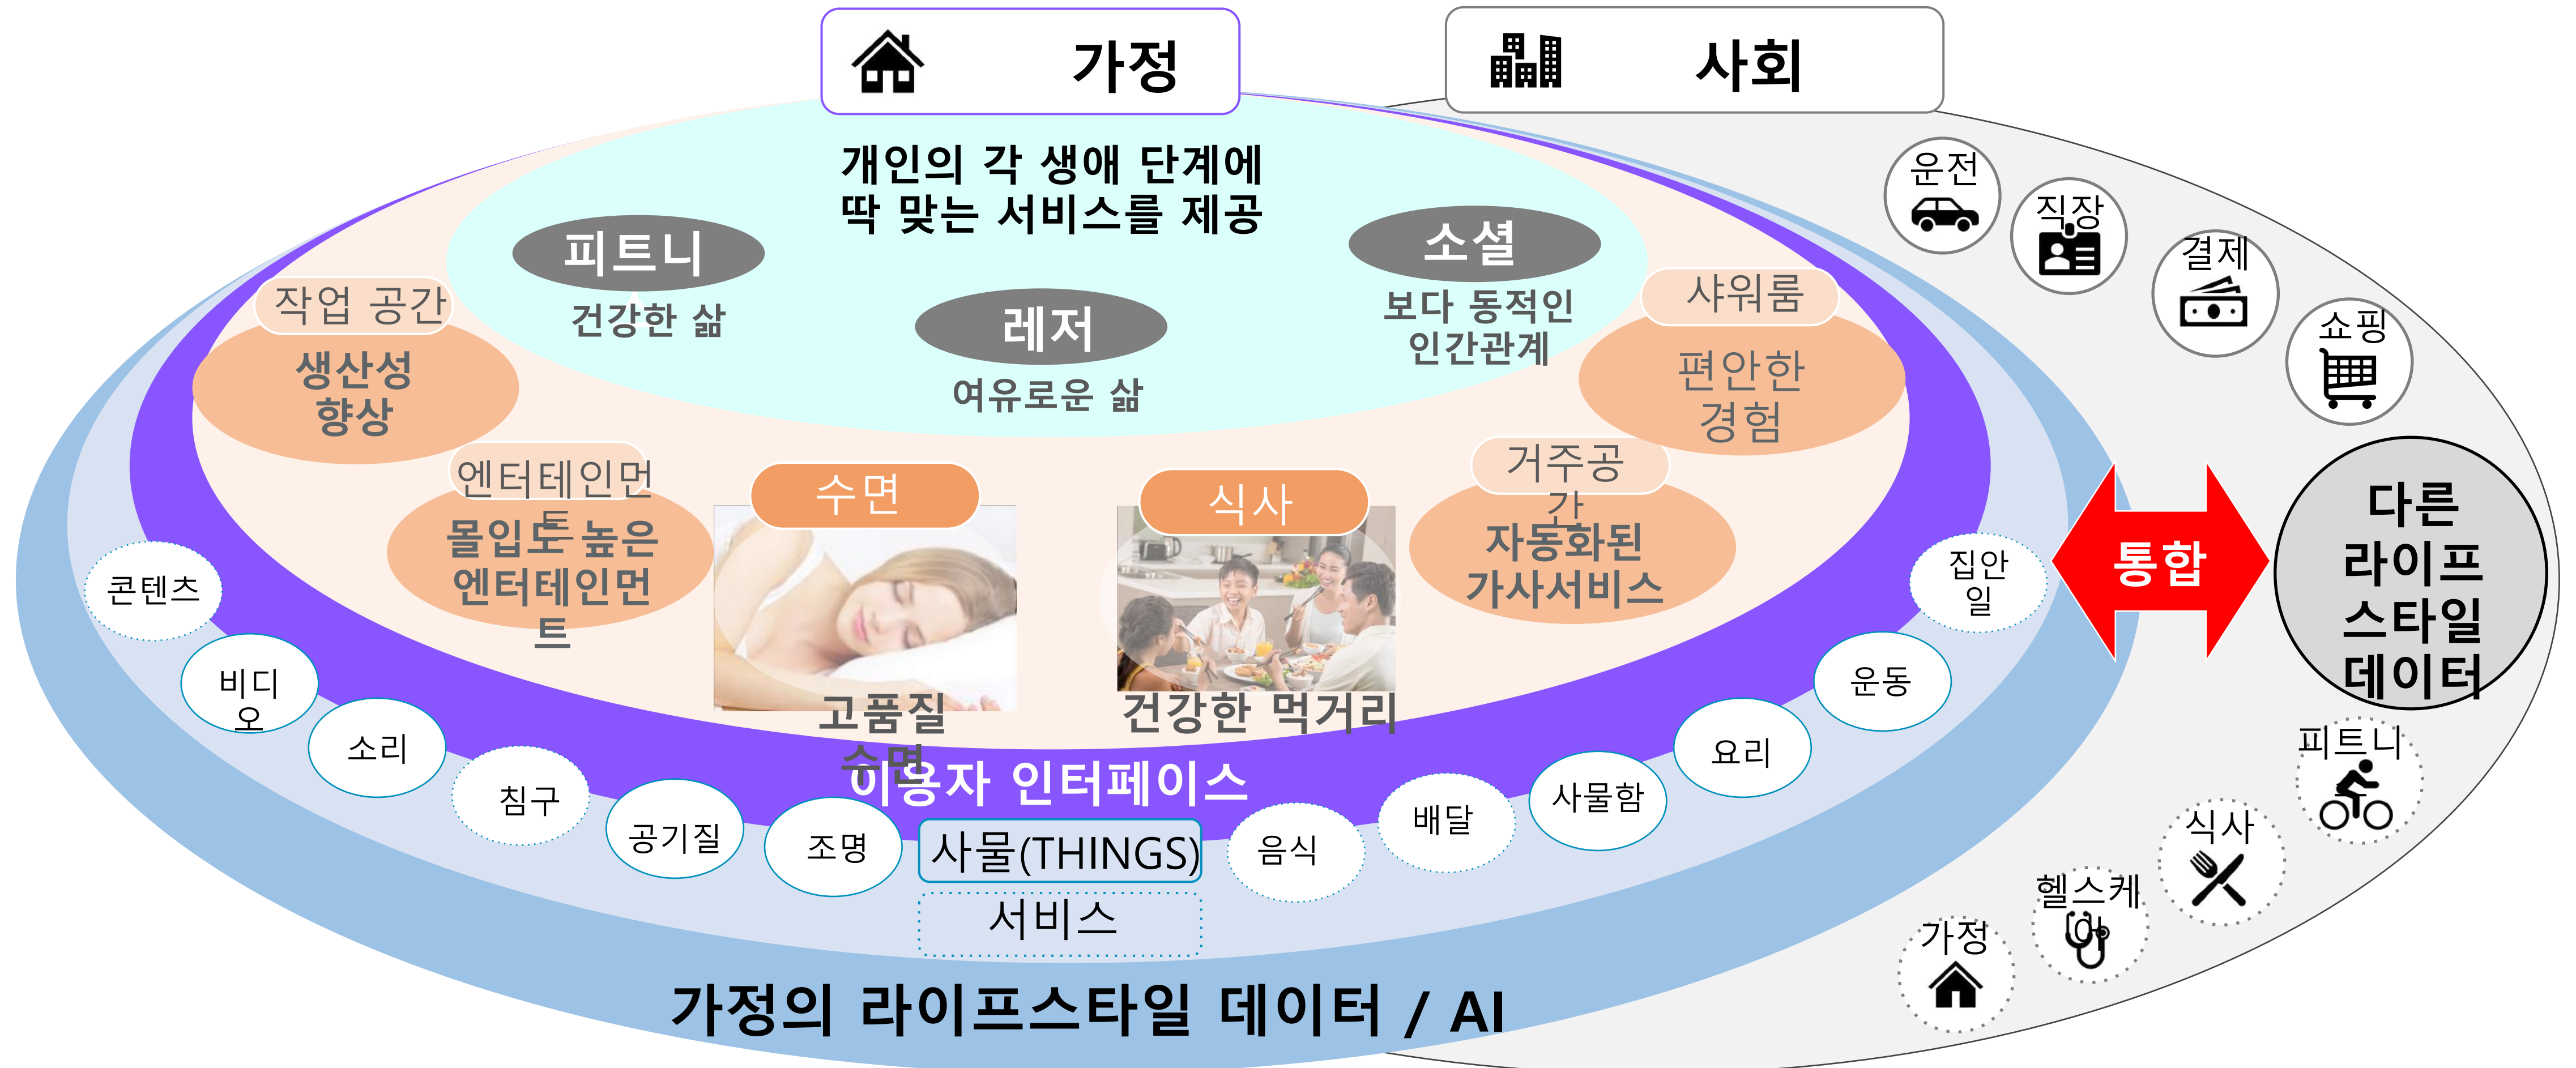 가정
사회
개인의 각 생애 단계에
딱 맞는 서비스를 제공
피트니
건강한 삶
레저
여유로운 삶
소셜
보다 동적인
인간관계
작업 공간
생산성
향상
엔터테인먼
트
몰입도 높은
엔터테인먼
트
수면
고품질
수면
식사
건강한 먹거리
샤워룸
편안한
경험
거주공
간
자동화된
가사서비스
이용자 인터페이스
콘텐츠
비디
오
소리
침구
공기질
조명
사물(THINGS)
서비스
음식
배달
사물함
요리
운동
집안
일
가정의 라이프스타일 데이터 / AI
통합
운전
직장
결제
쇼핑
다른
라이프
스타일
데이터
피트니
식사
헬스케
어
가정